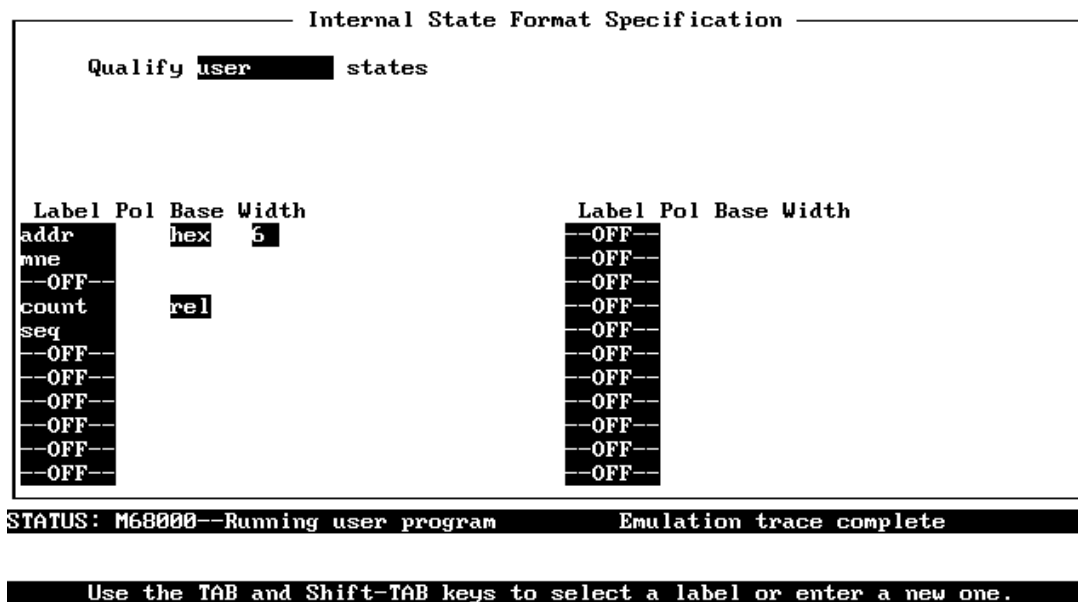 Internal State Format Specification
Qualify user states
Label Pol Base Width Label Pol Base Width
addr hex 6 --OFF--
mne --OFF--
--OFF-- --OFF--
count rel --OFF--
seq --OFF--
--OFF-- --OFF--
--OFF-- --OFF--
--OFF-- --OFF--
--OFF-- --OFF--
--OFF-- --OFF--
--OFF-- --OFF--
STATUS: M68000--Running user program Emulation trace complete
Use the TAB and Shift-TAB keys to select a label or enter a new one.